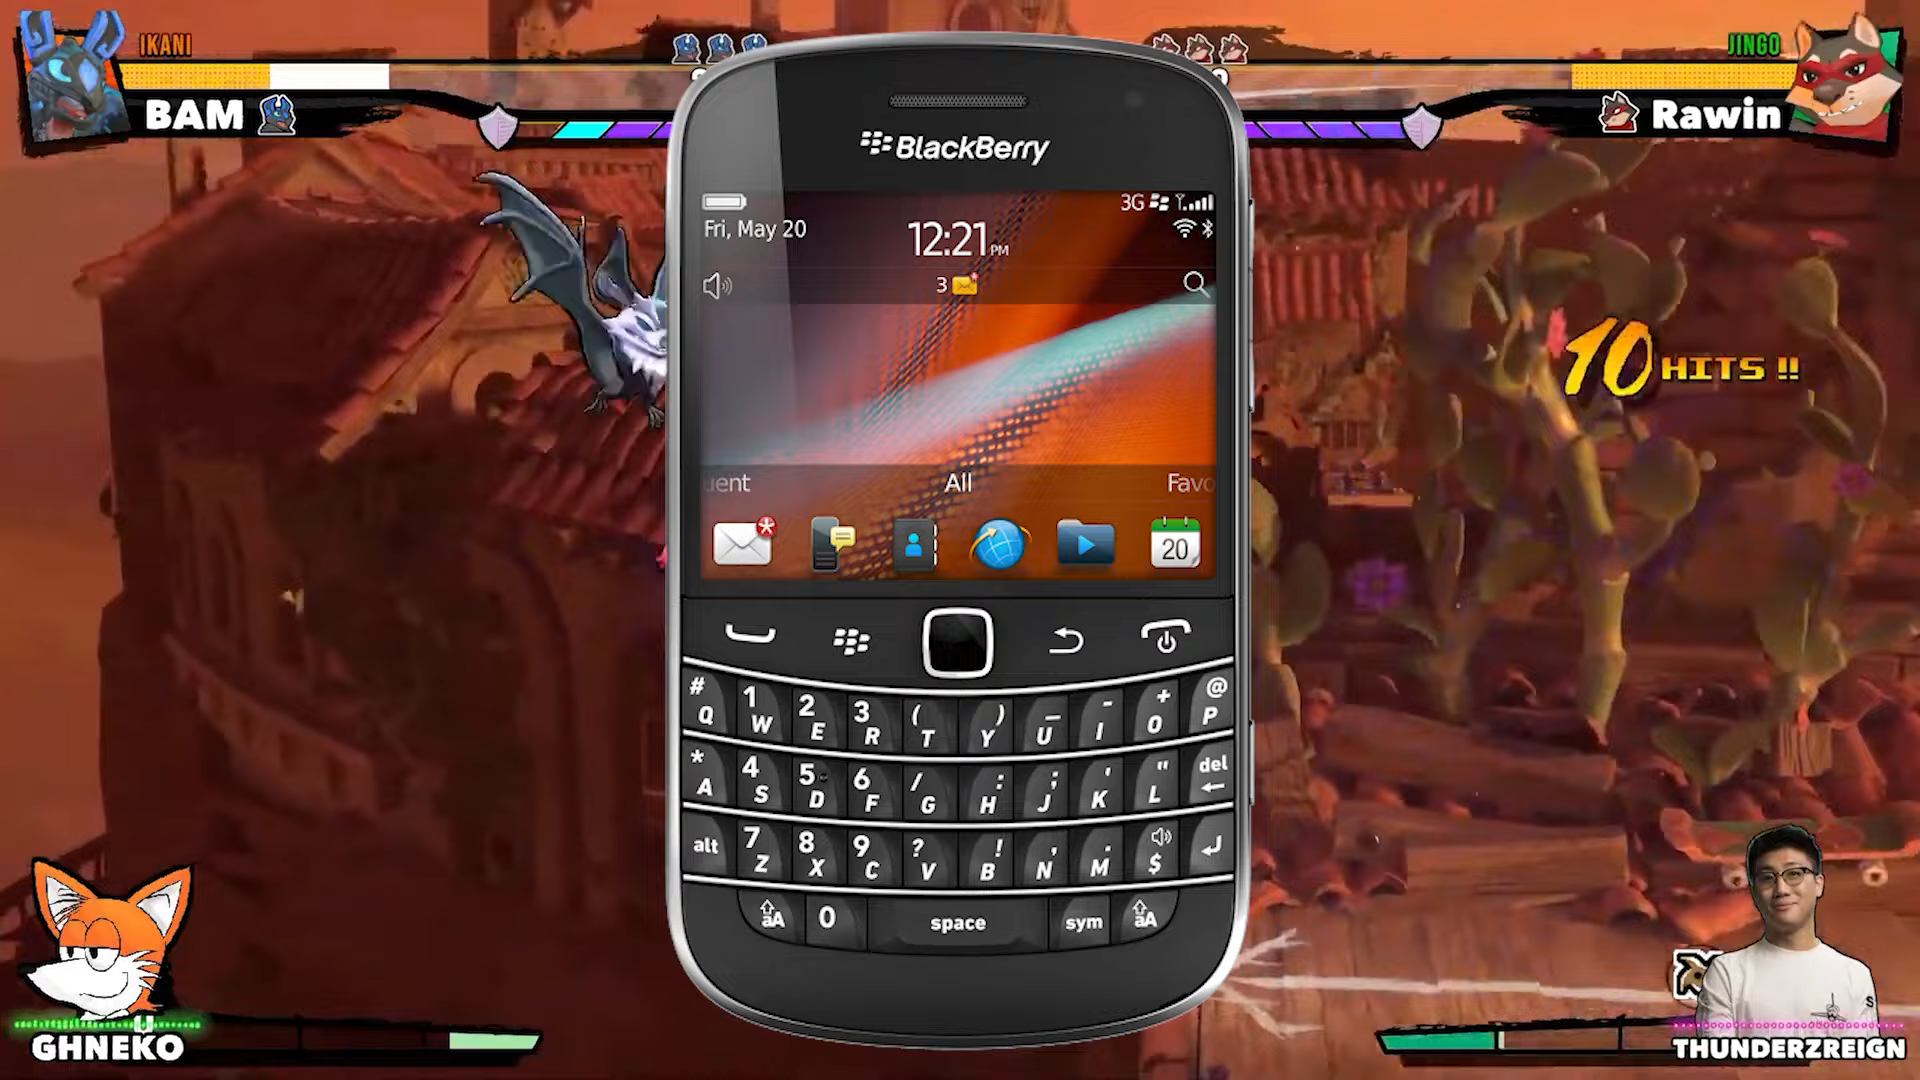 IKANI
JINGO
BAM
Rawin
BlackBerry
3G
Fri, May 20
12:21 PM
3
10 HITS !!
uent
All
Favo
20
# Q
1 W
2 E
3 R
( T
) Y
_ U
- I
+ O
@ P
* A
4 S
5 D
6 F
/ G
: H
; J
' K
" L
del
alt
7 Z
8 X
9 C
? V
! B
, N
. M
$
aA
0
space
sym
aA
GHNEKO
THUNDERZREIGN